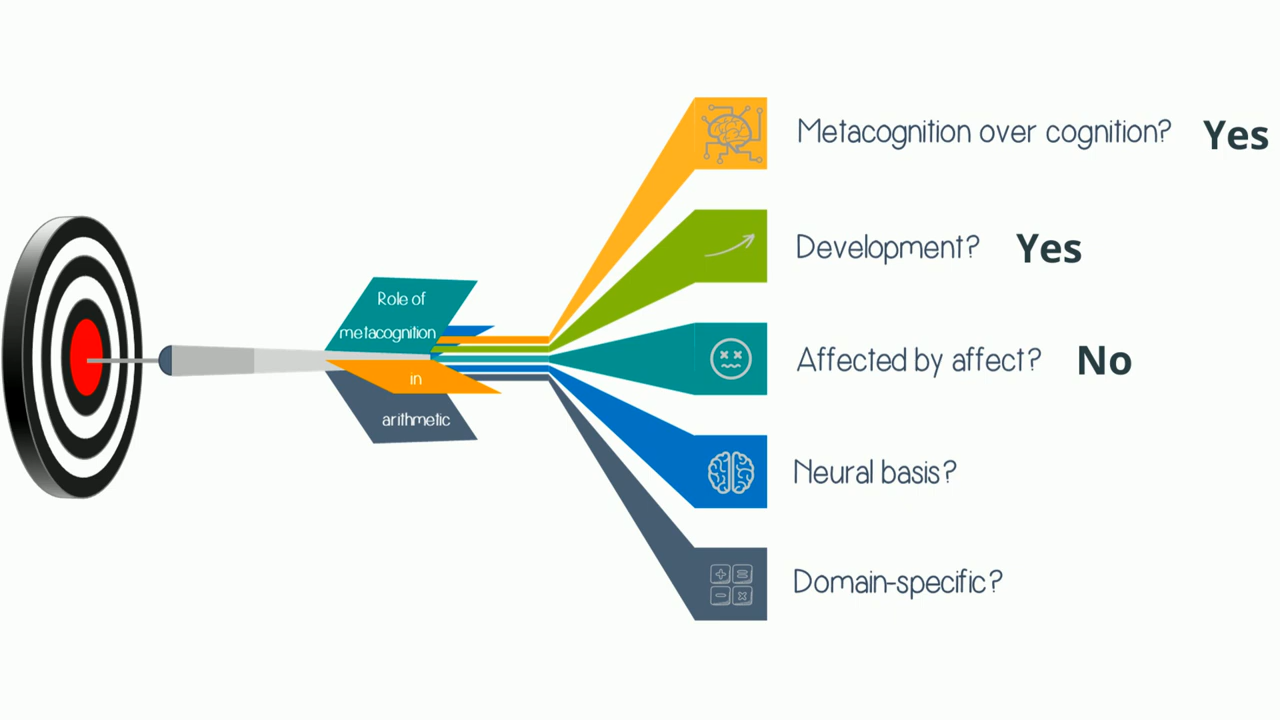 Role of
metacognition
in
arithmetic
Metacognition over cognition? Yes
Development? Yes
Affected by affect? No
Neural basis?
Domain-specific?